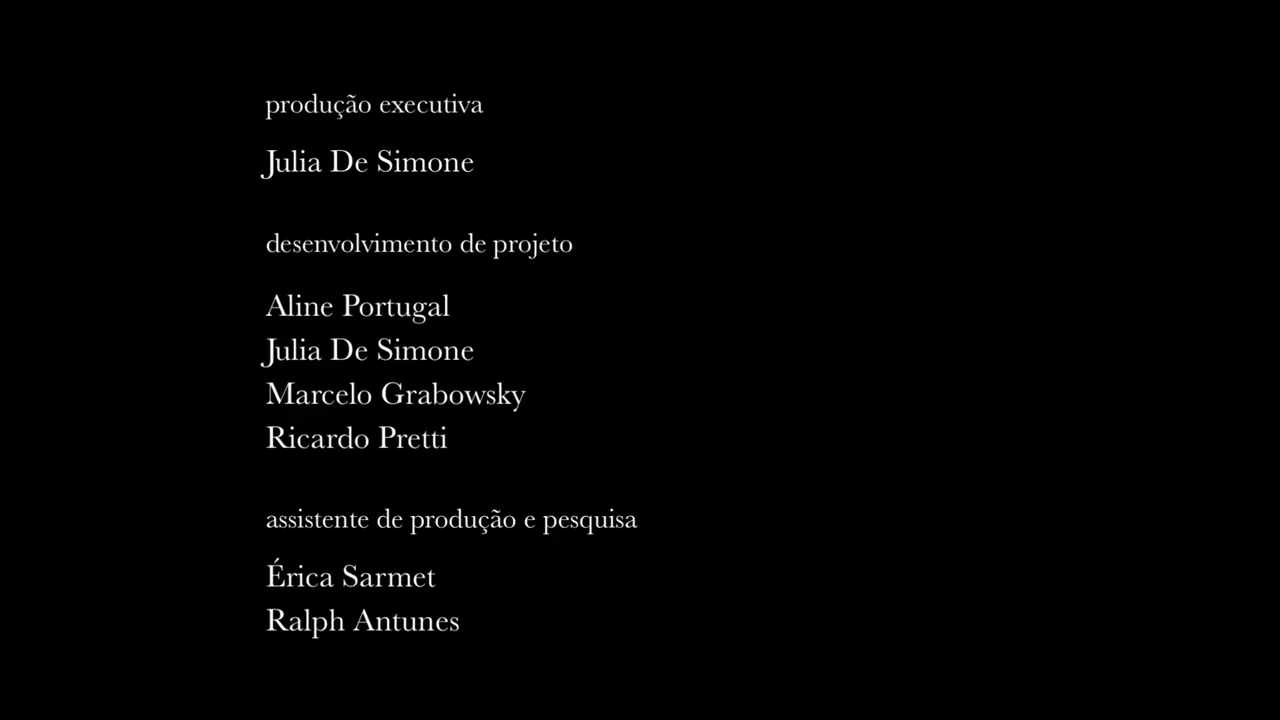 produção executiva
Julia De Simone
desenvolvimento de projeto
Aline Portugal
Julia De Simone
Marcelo Grabowsky
Ricardo Pretti
assistente de produção e pesquisa
Érica Sarmet
Ralph Antunes